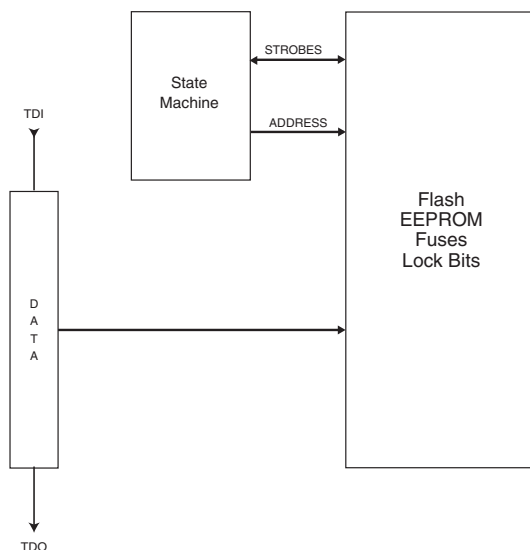 STROBES
State
Machine
TDI
ADDRESS
Flash
EEPROM
Fuses
Lock Bits
D
A
T
A
TDO